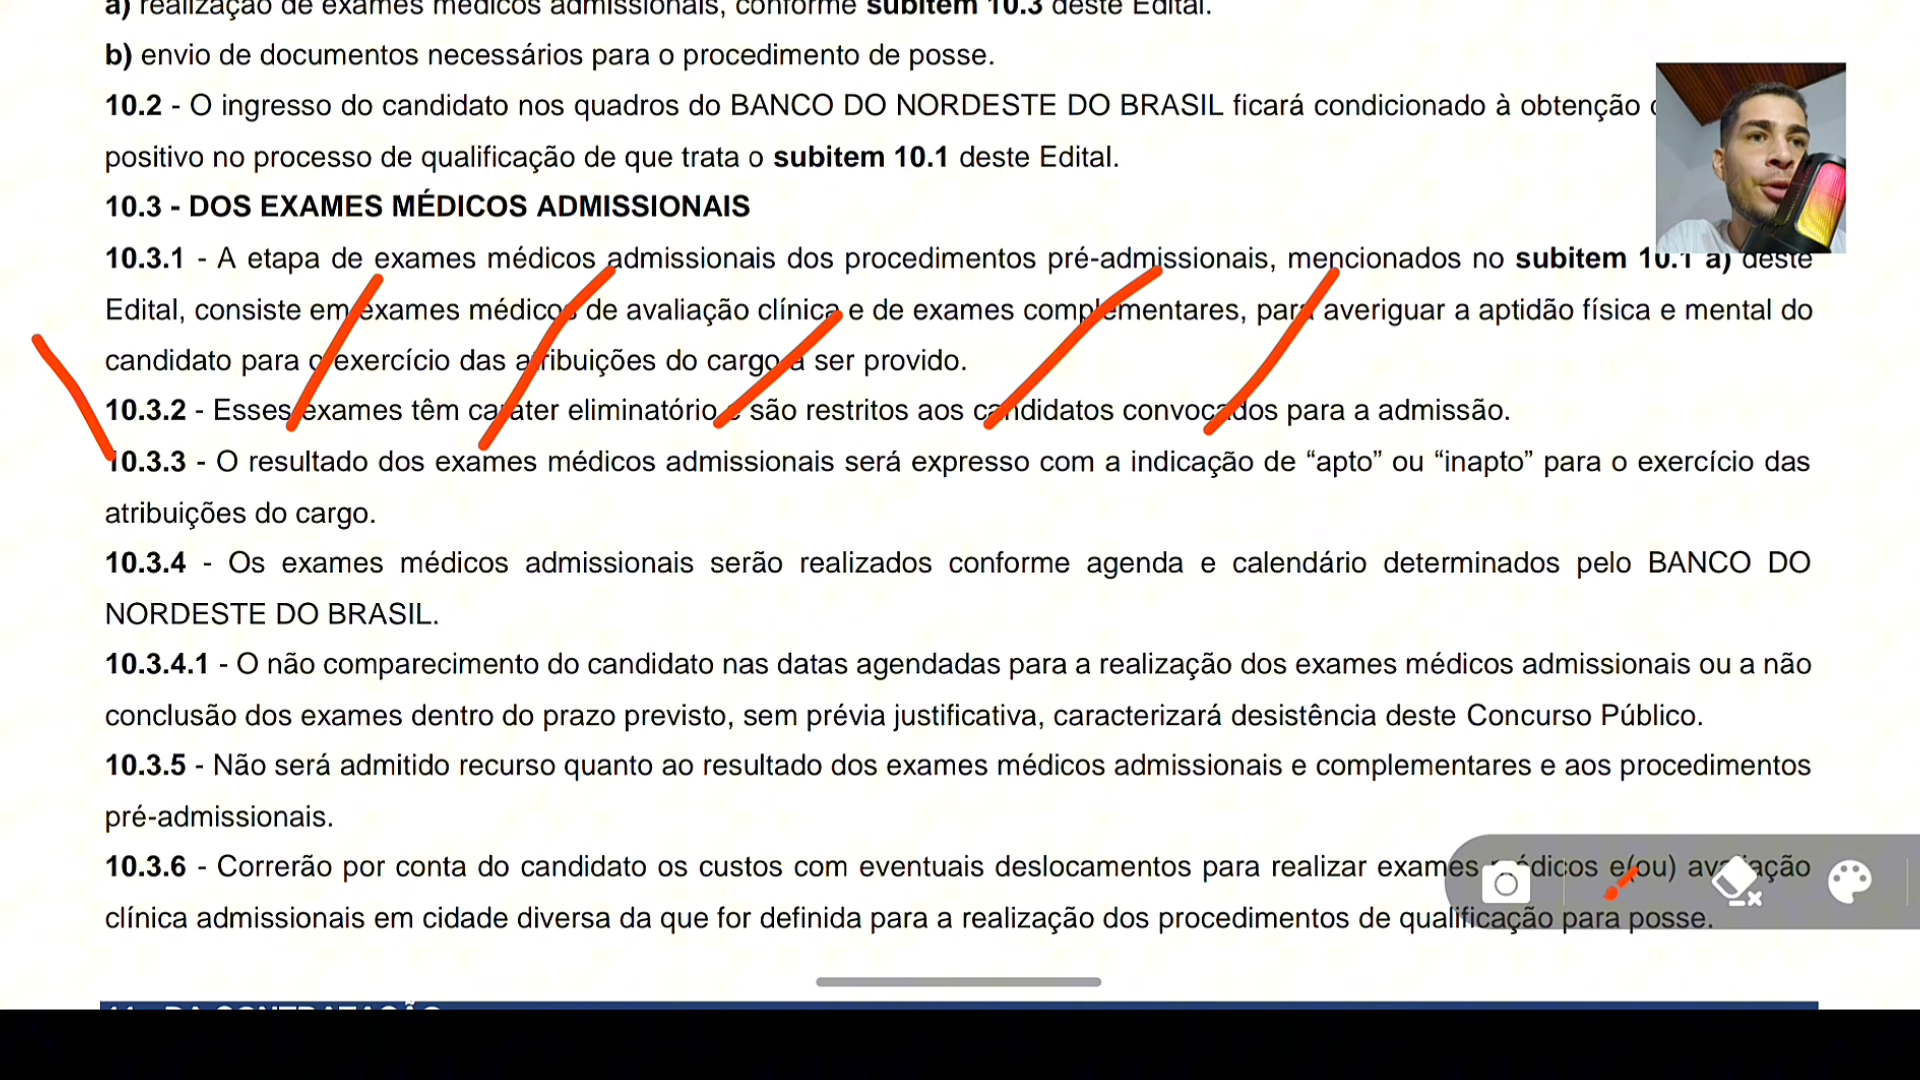 a) realização de exames médicos admissionais, conforme subitem 10.3 deste Edital.
b) envio de documentos necessários para o procedimento de posse.
10.2 - O ingresso do candidato nos quadros do BANCO DO NORDESTE DO BRASIL ficará condicionado à obtenção
positivo no processo de qualificação de que trata o subitem 10.1 deste Edital.
10.3 - DOS EXAMES MÉDICOS ADMISSIONAIS
10.3.1 - A etapa de exames médicos admissionais dos procedimentos pré-admissionais, mencionados no subitem 10.1 a) deste
Edital, consiste em exames médicos de avaliação clínica e de exames complementares, para averiguar a aptidão física e mental do
candidato para o exercício das atribuições do cargo a ser provido.
10.3.2 - Esses exames têm caráter eliminatório e são restritos aos candidatos convocados para a admissão.
10.3.3 - O resultado dos exames médicos admissionais será expresso com a indicação de “apto” ou “inapto” para o exercício das
atribuições do cargo.
10.3.4 - Os exames médicos admissionais serão realizados conforme agenda e calendário determinados pelo BANCO DO
NORDESTE DO BRASIL.
10.3.4.1 - O não comparecimento do candidato nas datas agendadas para a realização dos exames médicos admissionais ou a não
conclusão dos exames dentro do prazo previsto, sem prévia justificativa, caracterizará desistência deste Concurso Público.
10.3.5 - Não será admitido recurso quanto ao resultado dos exames médicos admissionais e complementares e aos procedimentos
pré-admissionais.
10.3.6 - Correrão por conta do candidato os custos com eventuais deslocamentos para realizar exames médicos e(ou) avaliação
clínica admissionais em cidade diversa da que for definida para a realização dos procedimentos de qualificação para posse.
11 - DA CONTRATAÇÃO